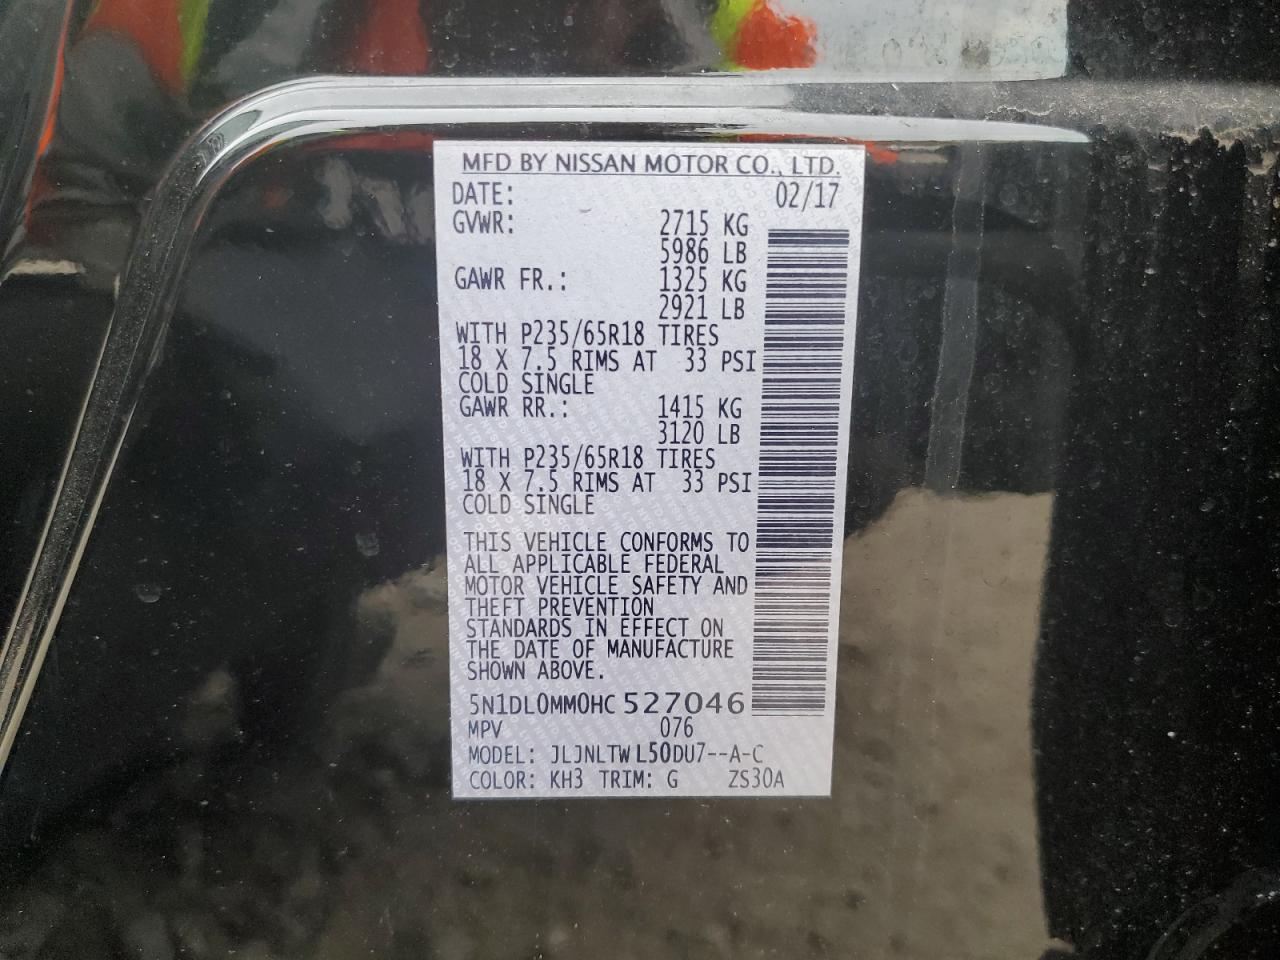 MFD BY NISSAN MOTOR CO., LTD.
DATE: 02/17
GVWR: 2715 KG
5986 LB
GAWR FR.: 1325 KG
2921 LB
WITH P235/65R18 TIRES
18 X 7.5 RIMS AT 33 PSI
COLD SINGLE
GAWR RR.: 1415 KG
3120 LB
WITH P235/65R18 TIRES
18 X 7.5 RIMS AT 33 PSI
COLD SINGLE
THIS VEHICLE CONFORMS TO
ALL APPLICABLE FEDERAL
MOTOR VEHICLE SAFETY AND
THEFT PREVENTION
STANDARDS IN EFFECT ON
THE DATE OF MANUFACTURE
SHOWN ABOVE.
5N1DL0MM0HC 527046
MPV 076
MODEL: JLJNLTW L50DU7--A-C
COLOR: KH3 TRIM: G ZS30A